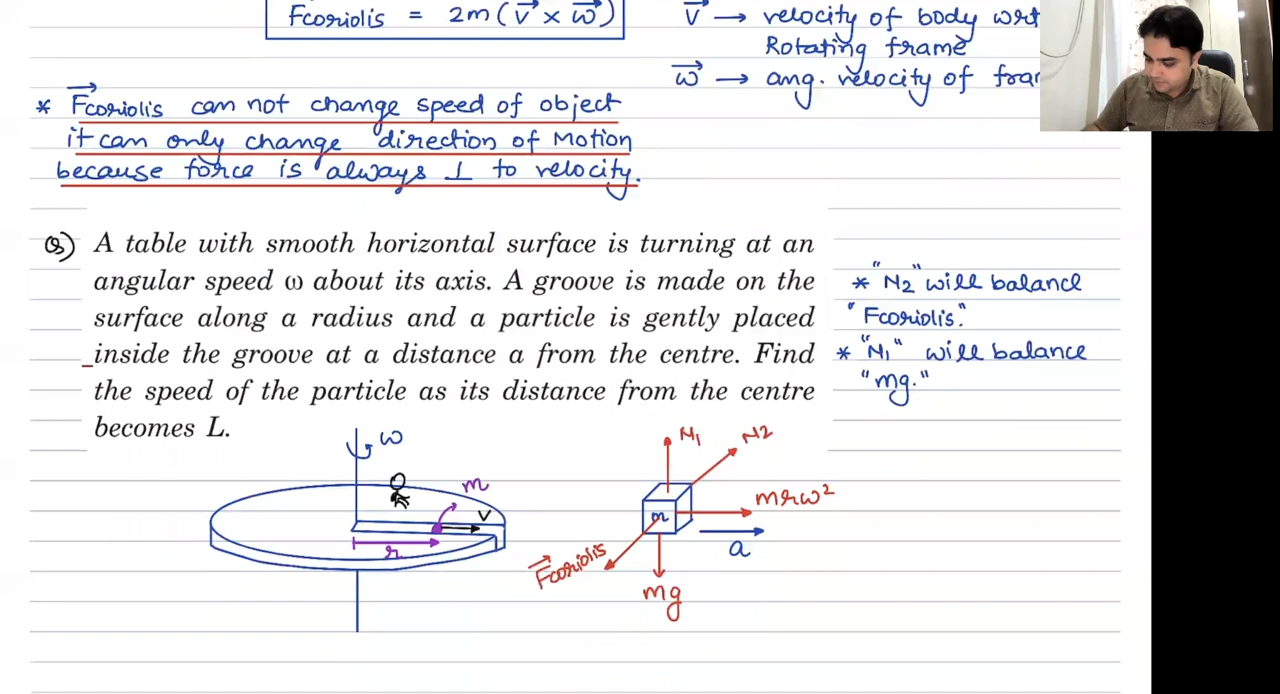 Fcoriolis = 2m ( v⃗ × ω⃗ )
v⃗ → velocity of body wrt
Rotating frame
ω⃗ → ang. velocity of fram
* F⃗coriolis can not change speed of object
it can only change direction of Motion
because force is always ⊥ to velocity.
Q) A table with smooth horizontal surface is turning at an
angular speed ω about its axis. A groove is made on the
surface along a radius and a particle is gently placed
inside the groove at a distance a from the centre. Find
the speed of the particle as its distance from the centre
becomes L.
* "N2" will balance
"Fcoriolis."
* "N1" will balance
"mg."
ω
m
v
r
N1
N2
m
mrω²
a
F⃗coriolis
mg